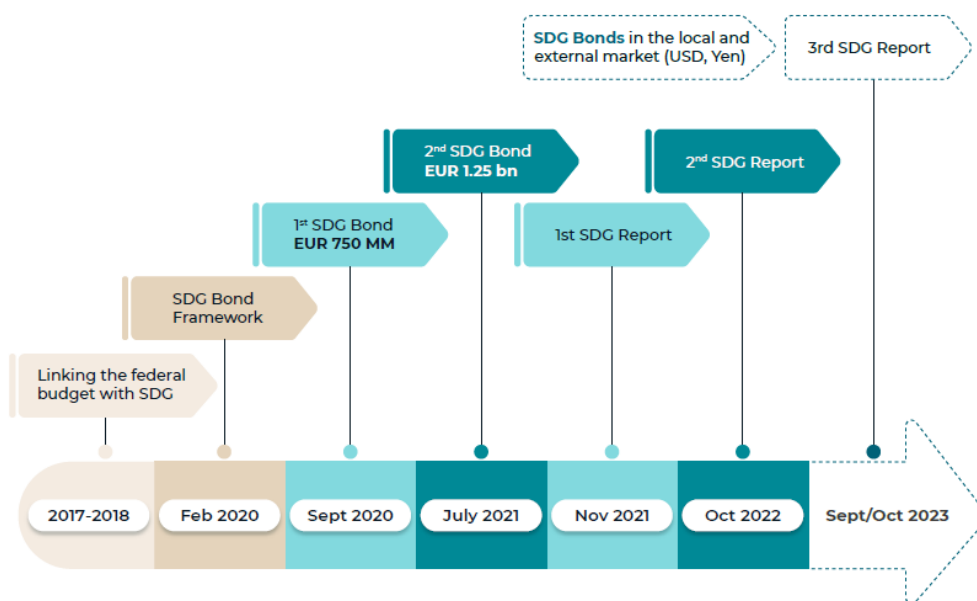 SDG Bonds in the local and
external market (USD, Yen)
3rd SDG Report
2nd SDG Bond
EUR 1.25 bn
2nd SDG Report
1st SDG Bond
EUR 750 MM
1st SDG Report
SDG Bond
Framework
Linking the federal
budget with SDG
2017-2018
Feb 2020
Sept 2020
July 2021
Nov 2021
Oct 2022
Sept/Oct 2023